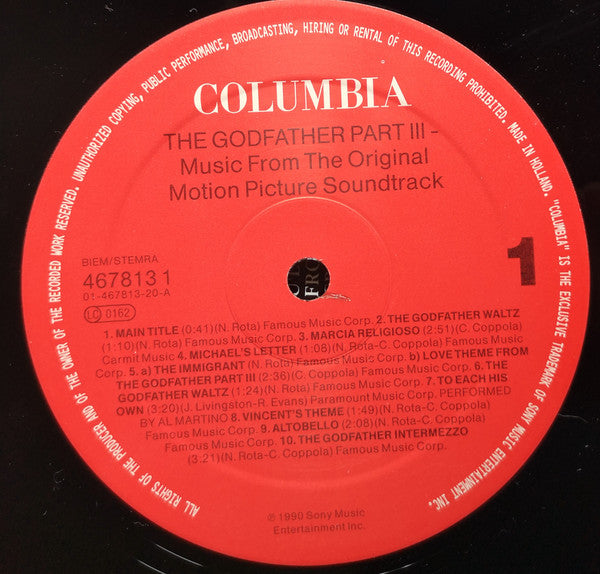 ALL RIGHTS OF THE PRODUCER AND OF THE OWNER OF THE RECORDED WORK RESERVED. UNAUTHORIZED COPYING, PUBLIC PERFORMANCE, BROADCASTING, HIRING OR RENTAL OF THIS RECORDING PROHIBITED. MADE IN HOLLAND. "COLUMBIA" IS THE EXCLUSIVE TRADEMARK OF SONY MUSIC ENTERTAINMENT INC.
COLUMBIA
THE GODFATHER PART III -
Music From The Original
Motion Picture Soundtrack
BIEM/STEMRA
467813 1
01-467813-20-A
LC 0162
1
1. MAIN TITLE (0:41)(N. Rota) Famous Music Corp. 2. THE GODFATHER WALTZ
(1:10)(N. Rota) Famous Music Corp. 3. MARCIA RELIGIOSO (2:51)(C. Coppola)
Carmit Music Corp. 4. MICHAEL'S LETTER (1:08)(N. Rota) Famous Music
Corp. 5. a) THE IMMIGRANT (N. Rota) Famous Music Corp. b) LOVE THEME FROM
THE GODFATHER PART III (2:36)(C. Coppola) Famous Music Corp. 6. THE
GODFATHER WALTZ (1:24)(N. Rota) Famous Music Corp. 7. TO EACH HIS
OWN (3:20)(J. Livingston-R. Evans) Paramount Music Corp. PERFORMED
BY AL MARTINO 8. VINCENT'S THEME (1:49)(N. Rota-C. Coppola)
Famous Music Corp. 9. ALTOBELLO (2:08)(N. Rota-C. Coppola)
Famous Music Corp. 10. THE GODFATHER INTERMEZZO
(3:21)(N. Rota-C. Coppola) Famous Music Corp.
℗ 1990 Sony Music
Entertainment Inc.